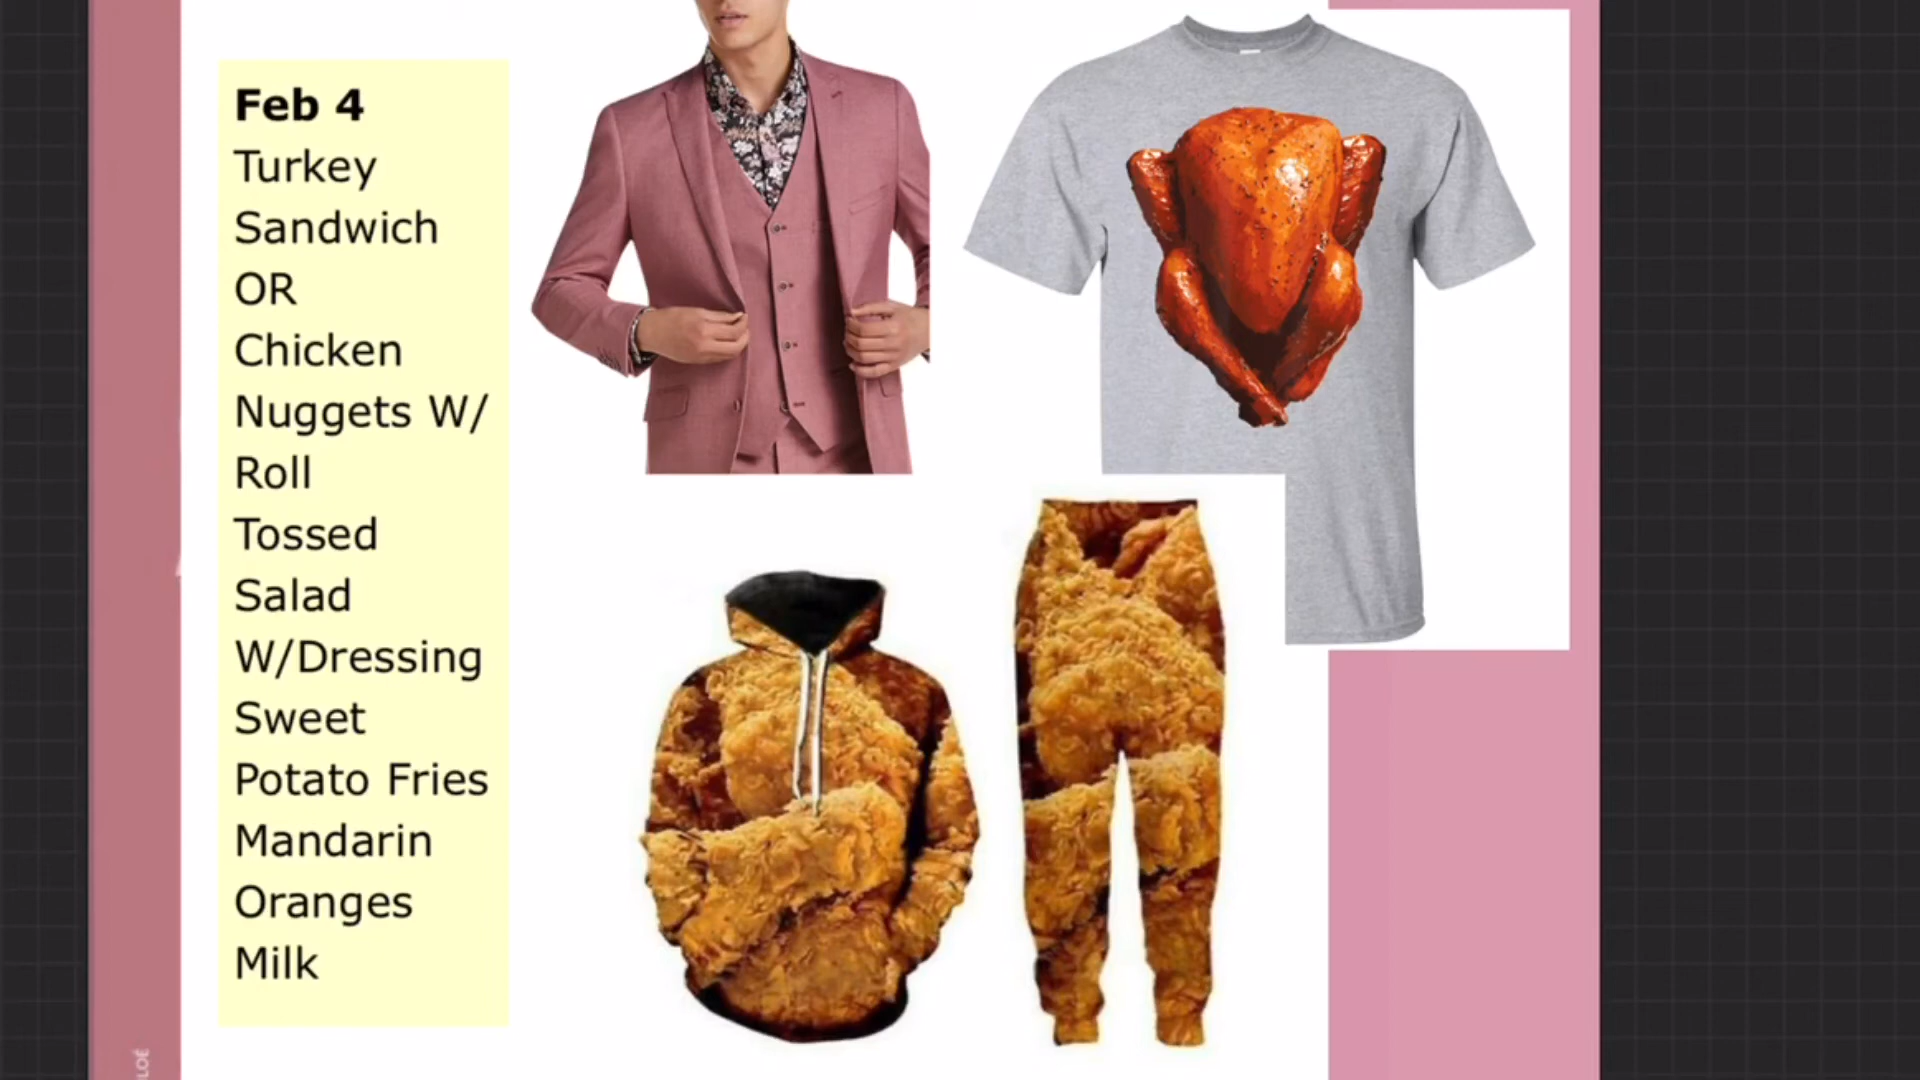 Feb 4
Turkey
Sandwich
OR
Chicken
Nuggets W/
Roll
Tossed
Salad
W/Dressing
Sweet
Potato Fries
Mandarin
Oranges
Milk